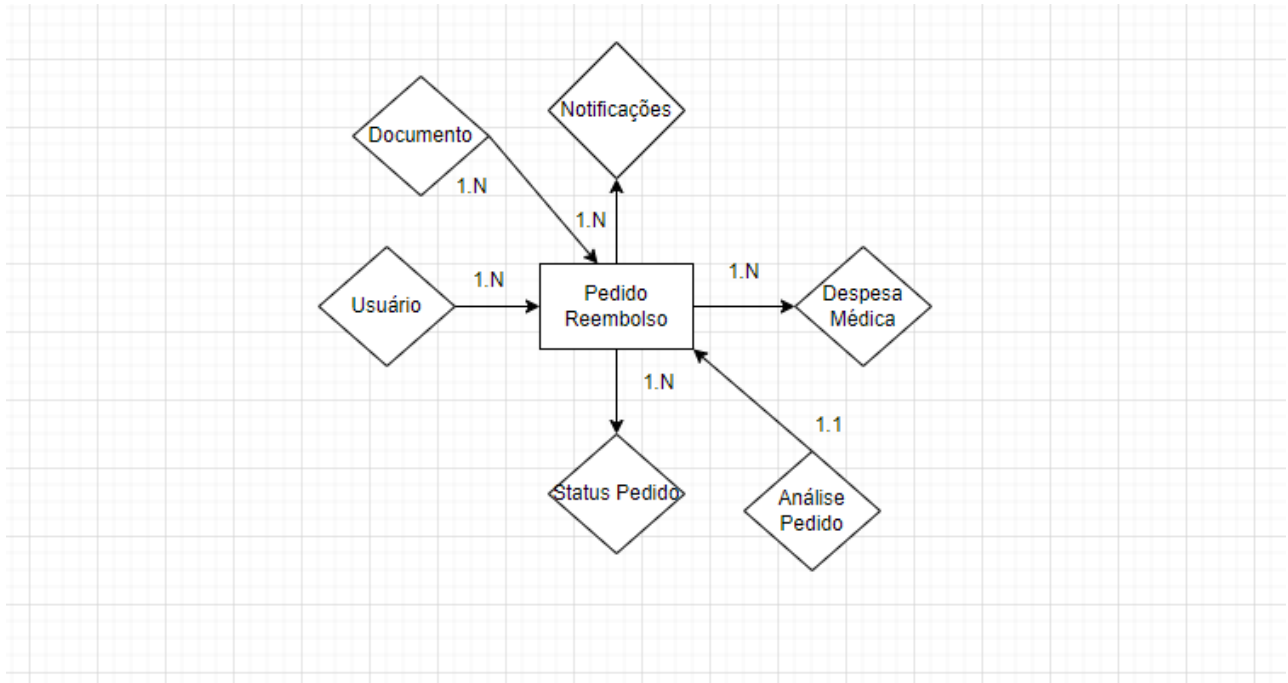 Notificações
Documento
1.N
1.N
1.N
1.N
Usuário
Pedido
Reembolso
Despesa
Médica
1.N
1.1
Status Pedido
Análise
Pedido